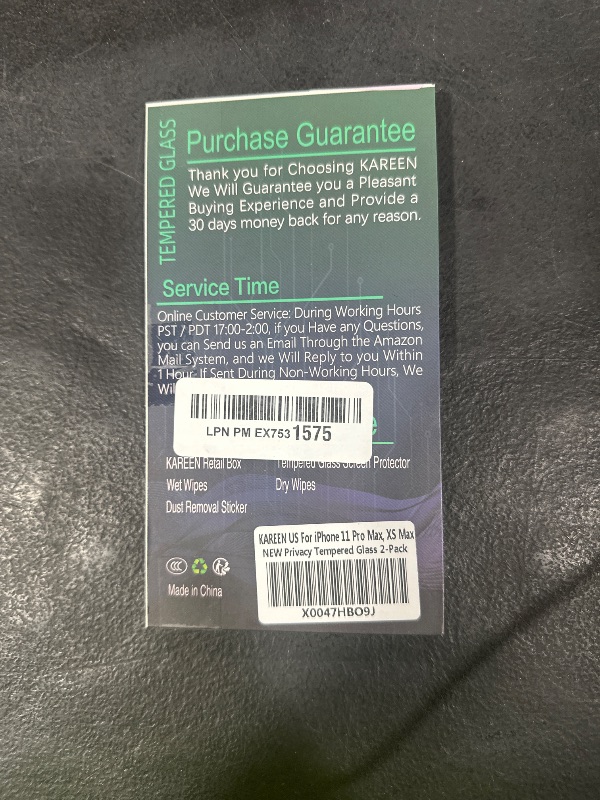 TEMPERED GLASS
Purchase Guarantee
Thank you for Choosing KAREEN
We Will Guarantee you a Pleasant
Buying Experience and Provide a
30 days money back for any reason.
Service Time
Online Customer Service: During Working Hours
PST / PDT 17:00-2:00, if you Have any Questions,
you can Send us an Email Through the Amazon
Mail System, and we Will Reply to you Within
1 Hour. If Sent During Non-Working Hours, We
LPN PM EX7531575
KAREEN Retail Box
Tempered Glass Screen Protector
Wet Wipes
Dry Wipes
Dust Removal Sticker
KAREEN US For iPhone 11 Pro Max, XS Max
NEW Privacy Tempered Glass 2-Pack
X0047HBO9J
Made in China